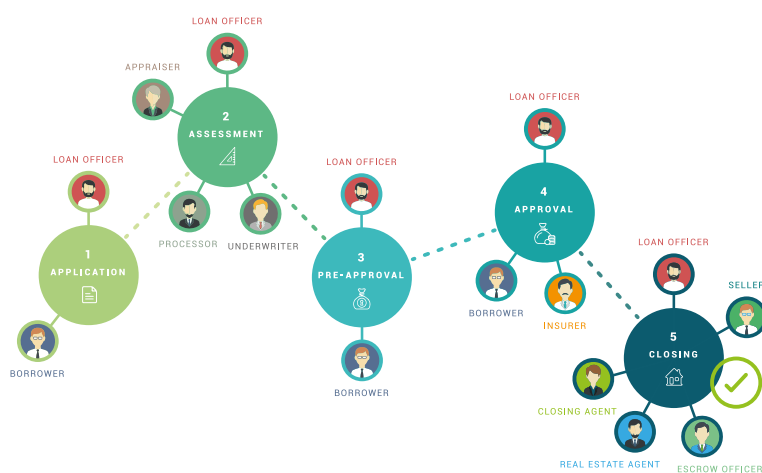 LOAN OFFICER
APPRAISER
2
ASSESSMENT
PROCESSOR
UNDERWRITER
LOAN OFFICER
1
APPLICATION
BORROWER
LOAN OFFICER
3
PRE-APPROVAL
BORROWER
LOAN OFFICER
4
APPROVAL
BORROWER
INSURER
LOAN OFFICER
SELLER
5
CLOSING
CLOSING AGENT
REAL ESTATE AGENT
ESCROW OFFICER